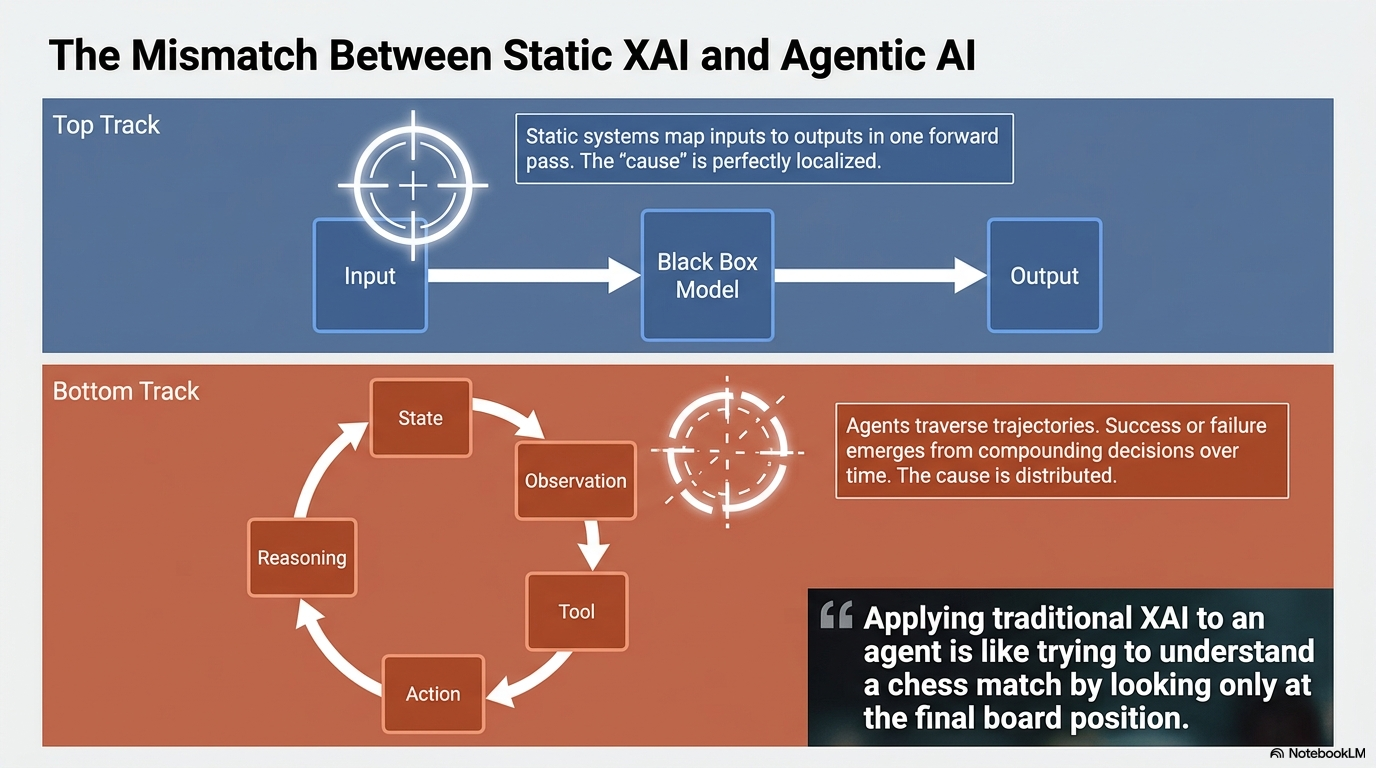 The Mismatch Between Static XAI and Agentic AI
Top Track
Static systems map inputs to outputs in one forward
pass. The “cause” is perfectly localized.
Input
Black Box
Model
Output
Bottom Track
State
Observation
Tool
Action
Reasoning
Agents traverse trajectories. Success or failure
emerges from compounding decisions over
time. The cause is distributed.
“ Applying traditional XAI to an
agent is like trying to understand
a chess match by looking only at
the final board position.
NotebookLM